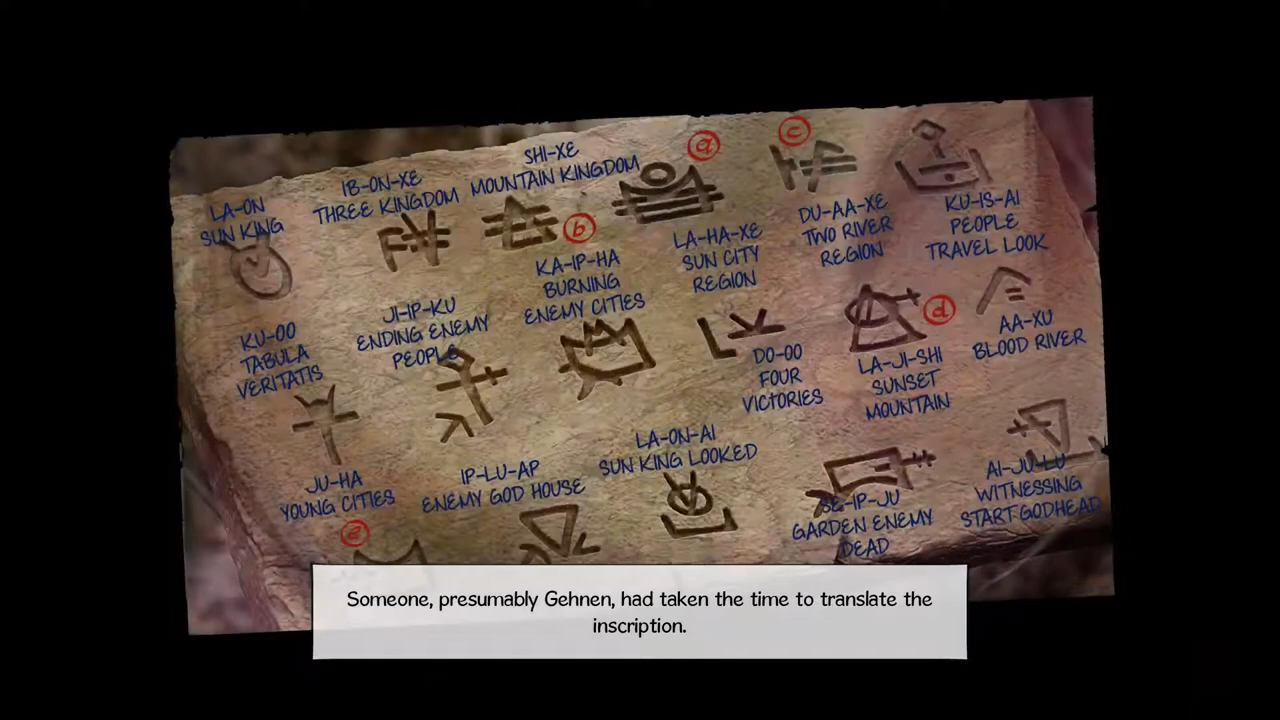 LA-ON
SUN KING
IB-ON-XE
THREE KINGDOM
SHI-XE
MOUNTAIN KINGDOM
a
c
b
KA-IP-HA
BURNING
ENEMY CITIES
LA-HA-XE
SUN CITY
REGION
DU-AA-XE
TWO RIVER
REGION
KU-IS-AI
PEOPLE
TRAVEL LOOK
KU-OO
TABULA
VERITATIS
JI-IP-KU
ENDING ENEMY
PEOPLE
DO-OO
FOUR
VICTORIES
d
LA-JI-SHI
SUNSET
MOUNTAIN
AA-XU
BLOOD RIVER
JU-HA
YOUNG CITIES
e
IP-LU-AP
ENEMY GOD HOUSE
LA-ON-AI
SUN KING LOOKED
SE-IP-JU
GARDEN ENEMY
DEAD
AI-JU-LU
WITNESSING
START GODHEAD
Someone, presumably Gehnen, had taken the time to translate the
inscription.